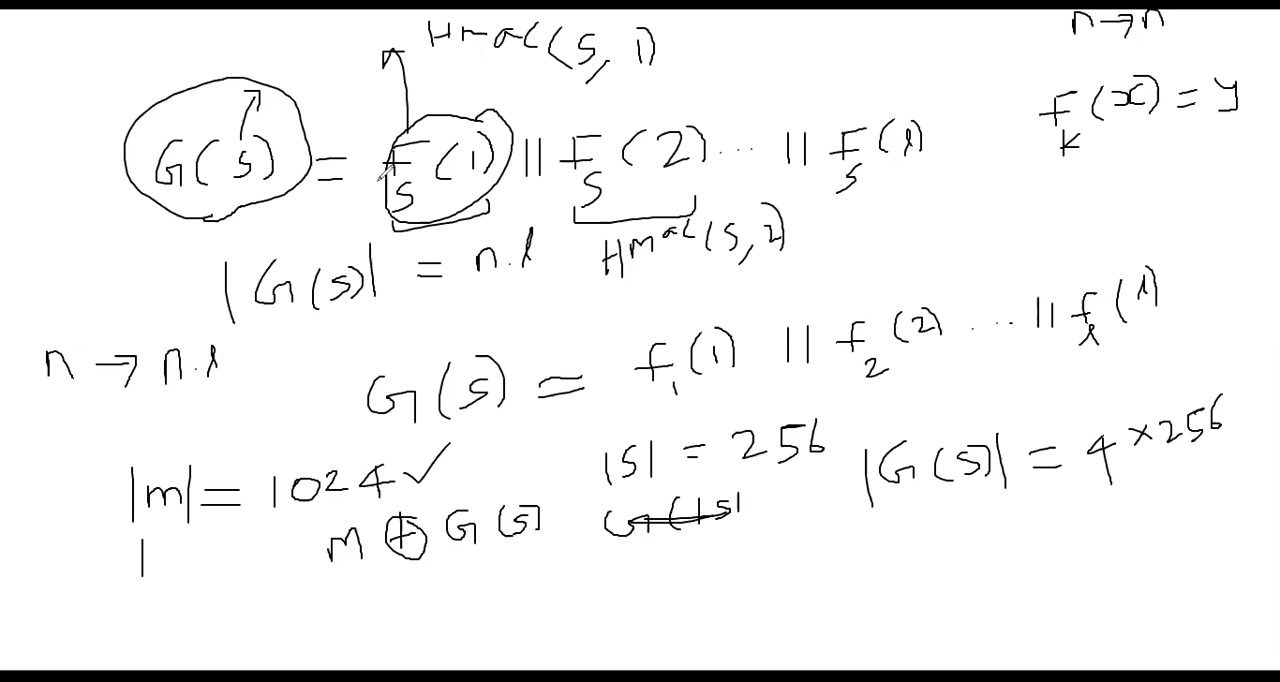 Hmac(S, 1)
n → n
F_K(x) = y
G(S) = F_S(1) || F_S(2) ... || F_S(l)
|G(S)| = n.l
Hmac(S, 2)
n → n.l
G(S) = f_1(1) || f_2(2) ... || f_l(l)
|m| = 1024 ✓
|S| = 256
|G(S)| = 4 × 256
m ⊕ G(S)
G(|S|
|